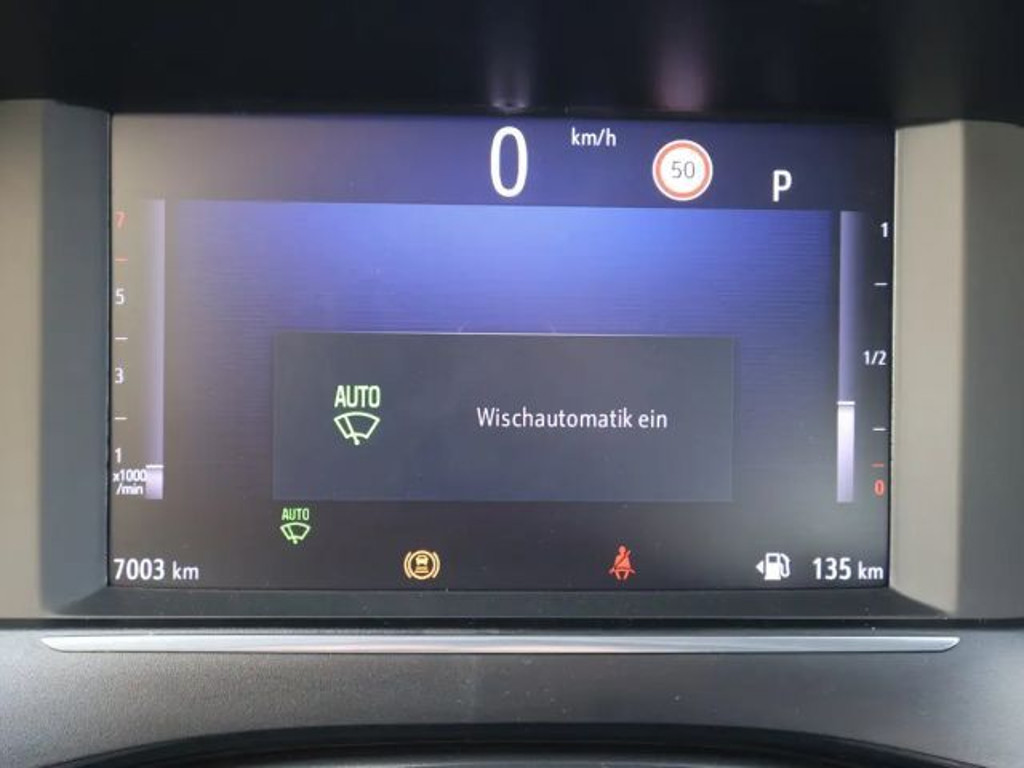 0 km/h 50 P
7
5
3
1
x1000
/min
1
1/2
0
AUTO
Wischautomatik ein
AUTO
7003 km
135 km